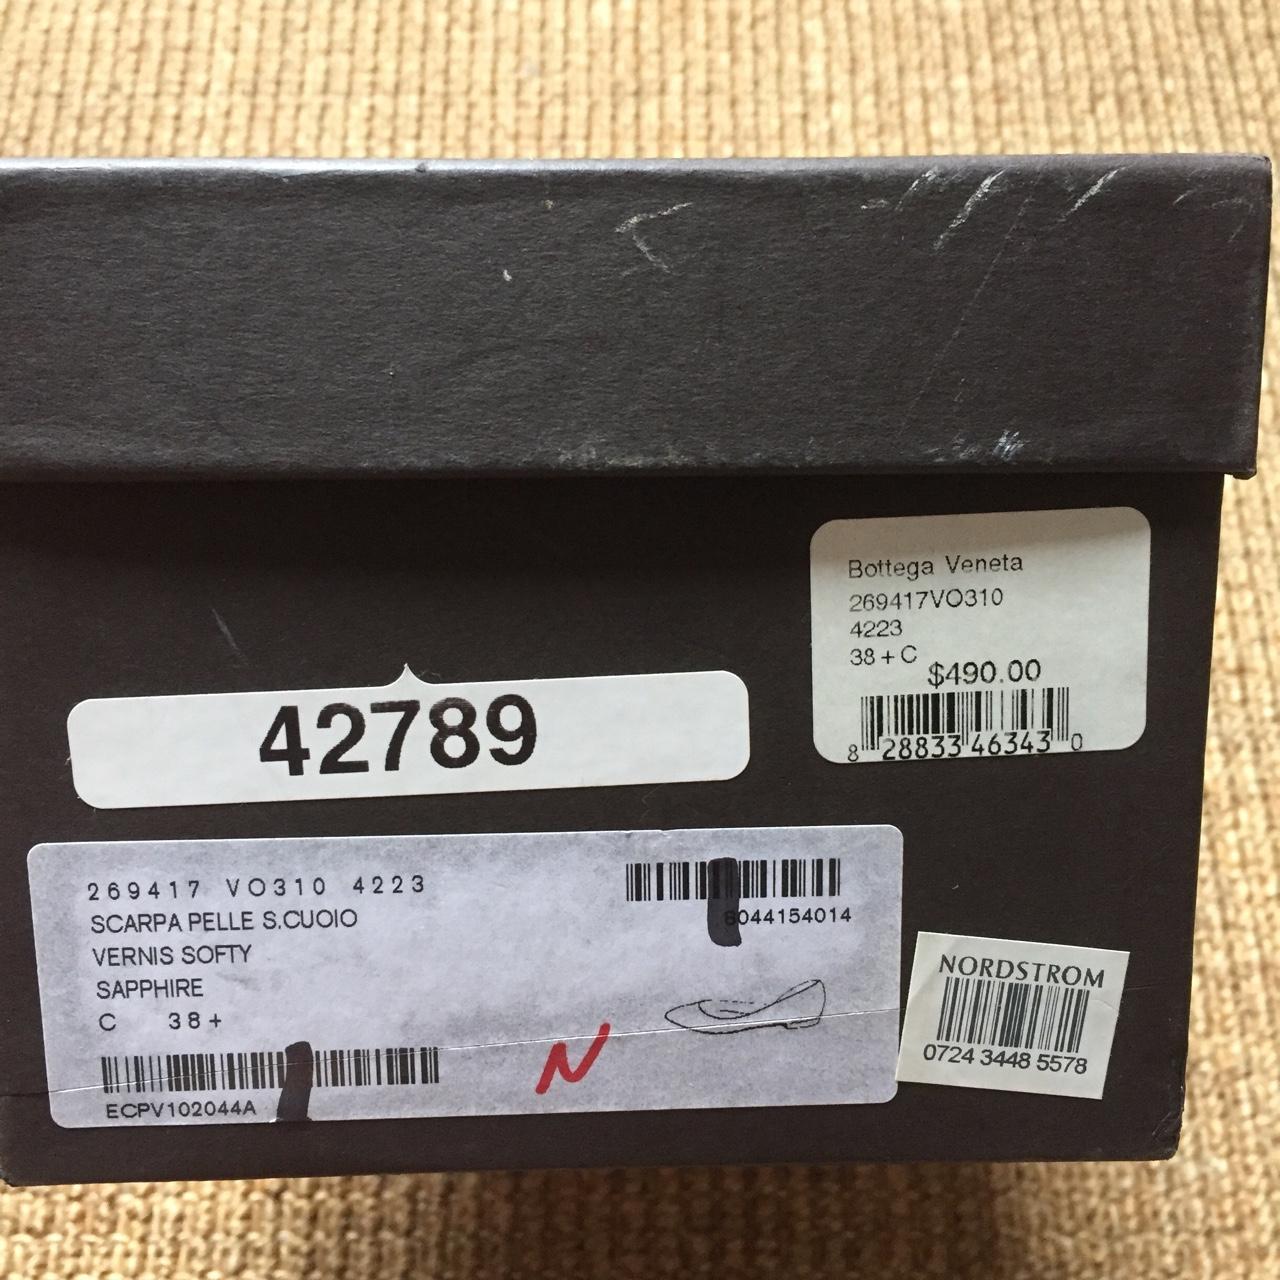 Bottega Veneta
269417VO310
4223
38+C
$490.00
8 28833 46343 0
42789
269417 VO310 4223
SCARPA PELLE S.CUOIO
VERNIS SOFTY
SAPPHIRE
C 38+
ECPV102044A
8044154014
N
NORDSTROM
0724 3448 5578